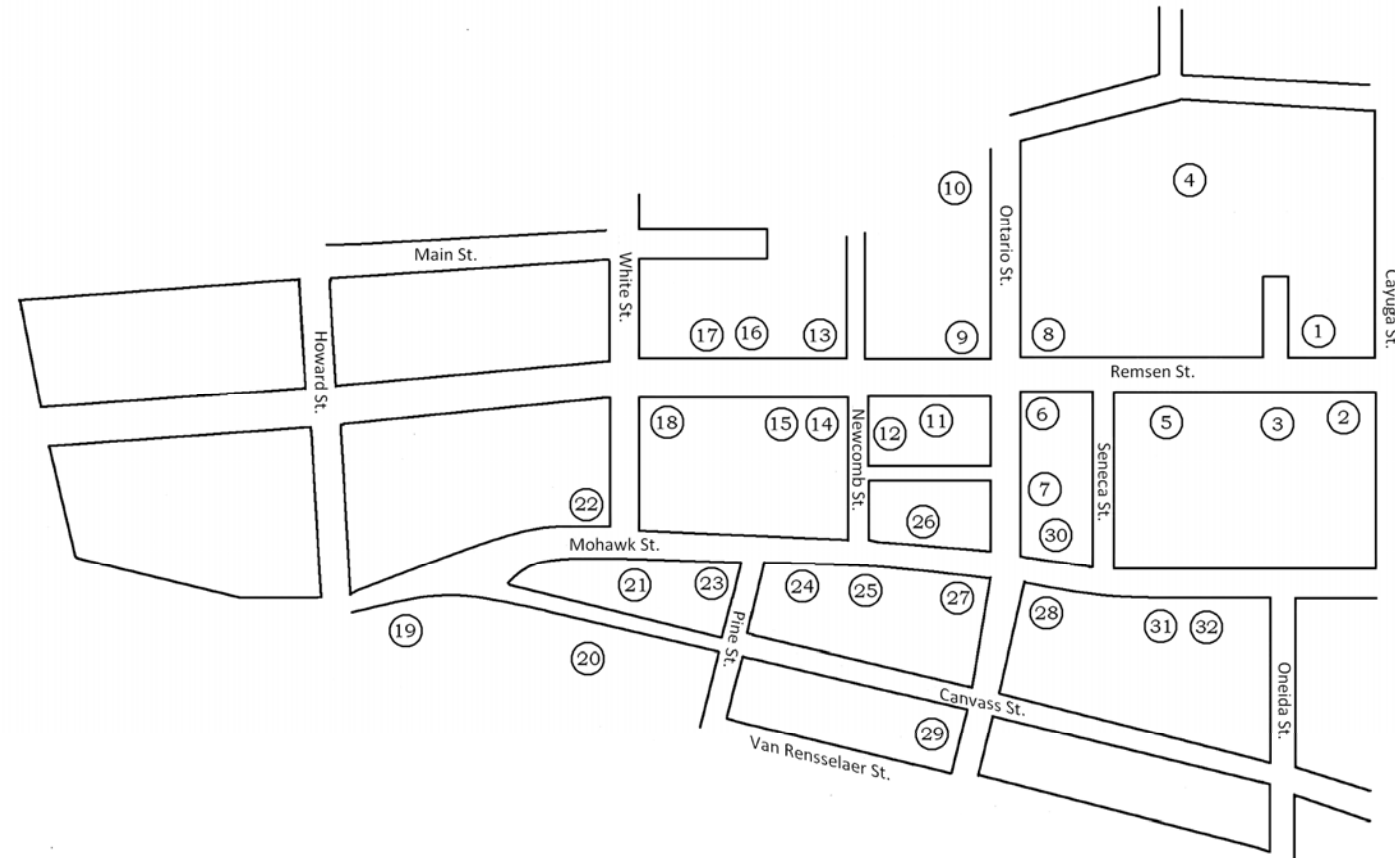 10
4
Ontario St.
Main St.
White St.
Cayuga St.
Howard St.
17
16
13
9
8
1
Remsen St.
18
15
14
Newcomb St.
12
11
6
Seneca St.
5
3
2
7
22
26
30
Mohawk St.
21
23
24
25
27
28
31
32
19
20
Pine St.
Canvass St.
Oneida St.
29
Van Rensselaer St.